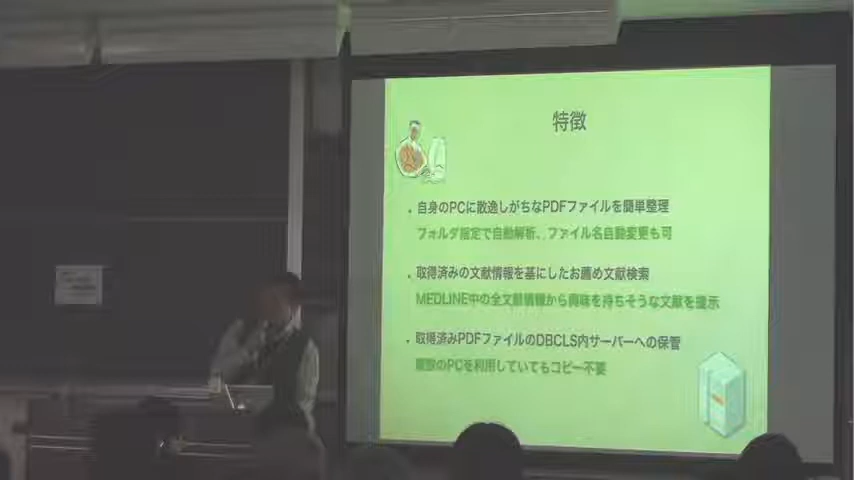 特徴
・自身のPCに散逸しがちなPDFファイルを簡単整理
フォルダ指定で自動解析、ファイル名自動変更も可
・取得済みの文献情報を基にしたお薦め文献検索
MEDLINE中の全文献情報から興味を持ちそうな文献を提示
・取得済みPDFファイルのDBCLS内サーバーへの保管
複数のPCを利用していてもコピー不要